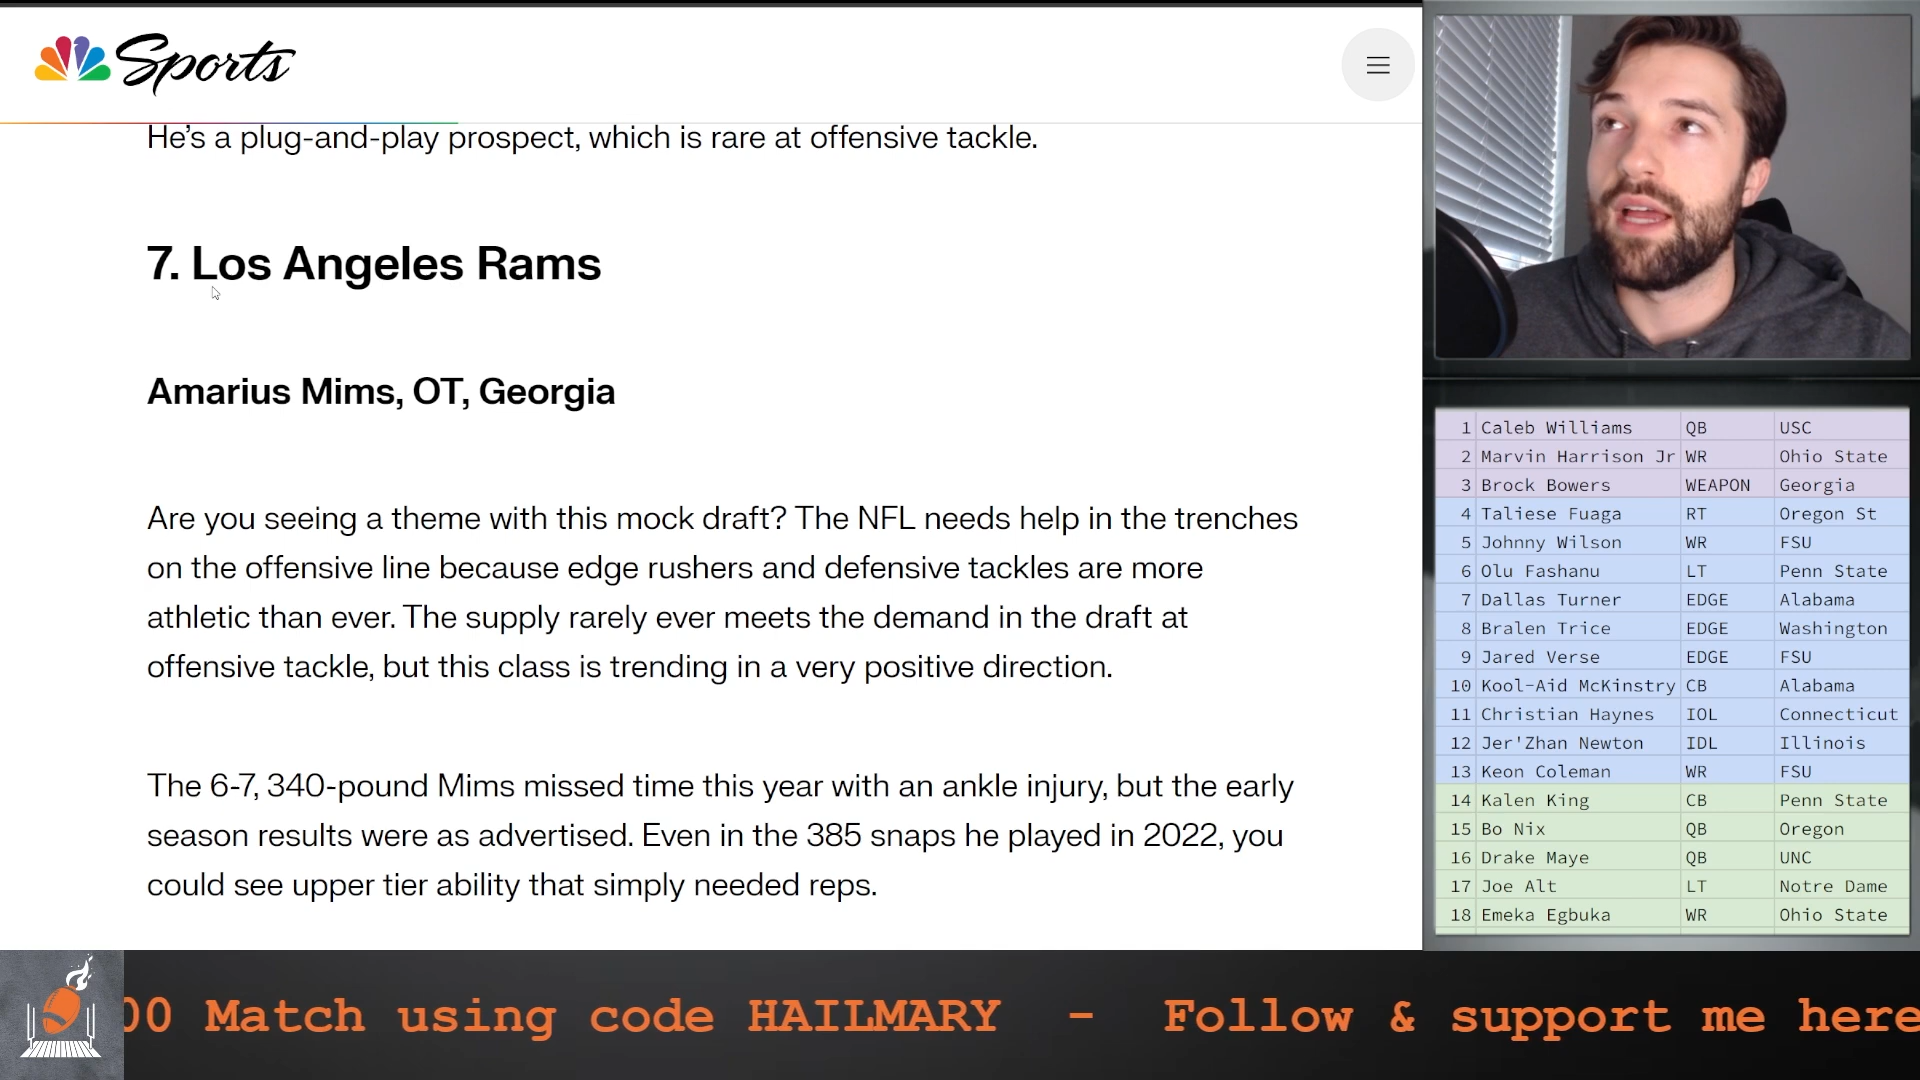 Sports
He's a plug-and-play prospect, which is rare at offensive tackle.
7. Los Angeles Rams
Amarius Mims, OT, Georgia
Are you seeing a theme with this mock draft? The NFL needs help in the trenches
on the offensive line because edge rushers and defensive tackles are more
athletic than ever. The supply rarely ever meets the demand in the draft at
offensive tackle, but this class is trending in a very positive direction.
The 6-7, 340-pound Mims missed time this year with an ankle injury, but the early
season results were as advertised. Even in the 385 snaps he played in 2022, you
could see upper tier ability that simply needed reps.
1 Caleb Williams QB USC
2 Marvin Harrison Jr WR Ohio State
3 Brock Bowers WEAPON Georgia
4 Taliese Fuaga RT Oregon St
5 Johnny Wilson WR FSU
6 Olu Fashanu LT Penn State
7 Dallas Turner EDGE Alabama
8 Bralen Trice EDGE Washington
9 Jared Verse EDGE FSU
10 Kool-Aid McKinstry CB Alabama
11 Christian Haynes IOL Connecticut
12 Jer'Zhan Newton IDL Illinois
13 Keon Coleman WR FSU
14 Kalen King CB Penn State
15 Bo Nix QB Oregon
16 Drake Maye QB UNC
17 Joe Alt LT Notre Dame
18 Emeka Egbuka WR Ohio State
00 Match using code HAILMARY - Follow & support me here